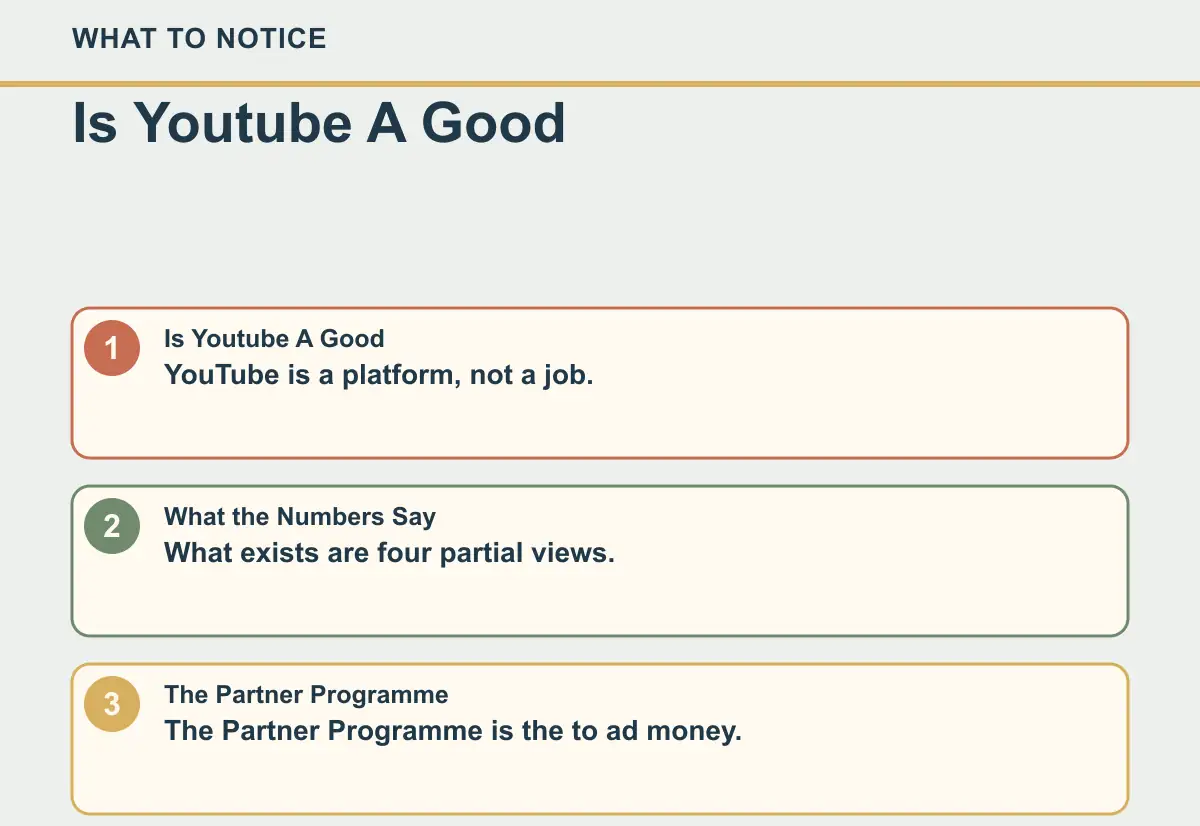 WHAT TO NOTICE
Is Youtube A Good
1
Is Youtube A Good
YouTube is a platform, not a job.
2
What the Numbers Say
What exists are four partial views.
3
The Partner Programme
The Partner Programme is the to ad money.